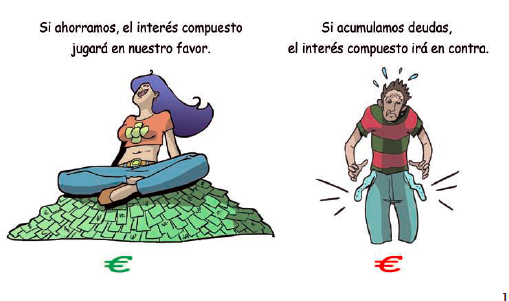 Si ahorramos, el interés compuesto
jugará en nuestro favor.
Si acumulamos deudas,
el interés compuesto irá en contra.
€
€